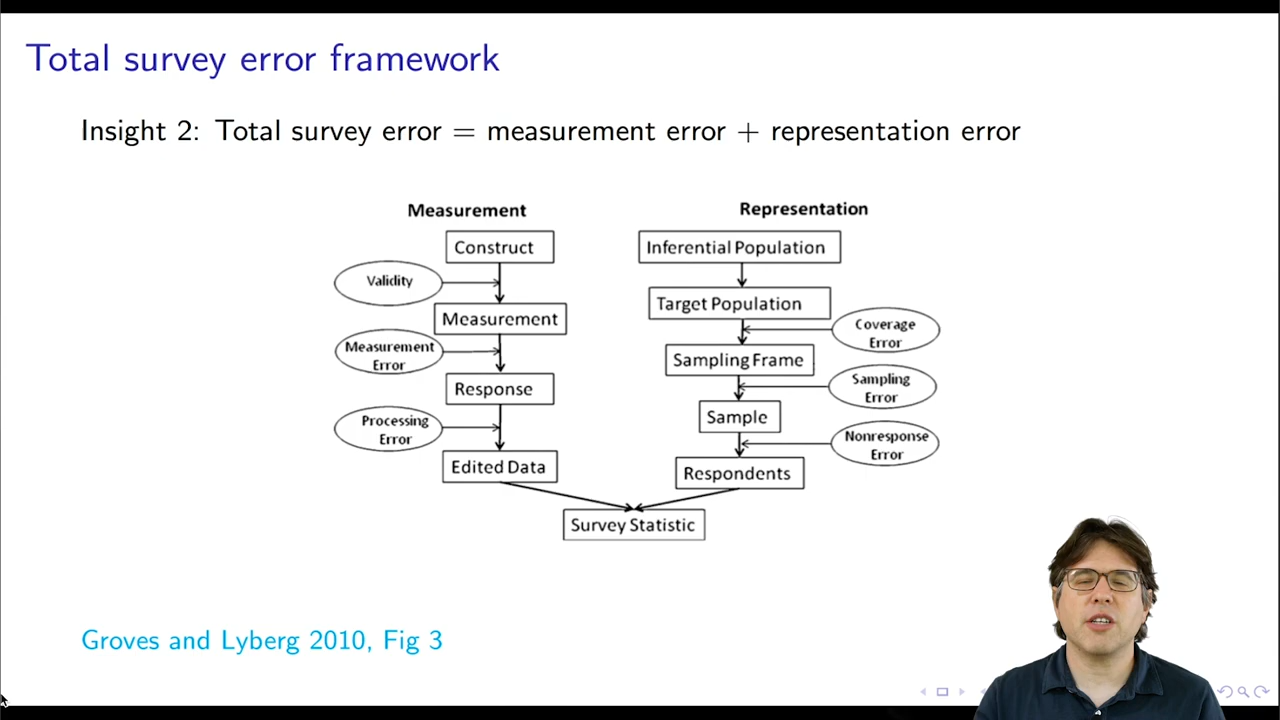 Total survey error framework
Insight 2: Total survey error = measurement error + representation error
Measurement
Construct
Validity
Measurement
Measurement
Error
Response
Processing
Error
Edited Data
Representation
Inferential Population
Target Population
Coverage
Error
Sampling Frame
Sampling
Error
Sample
Nonresponse
Error
Respondents
Survey Statistic
Groves and Lyberg 2010, Fig 3